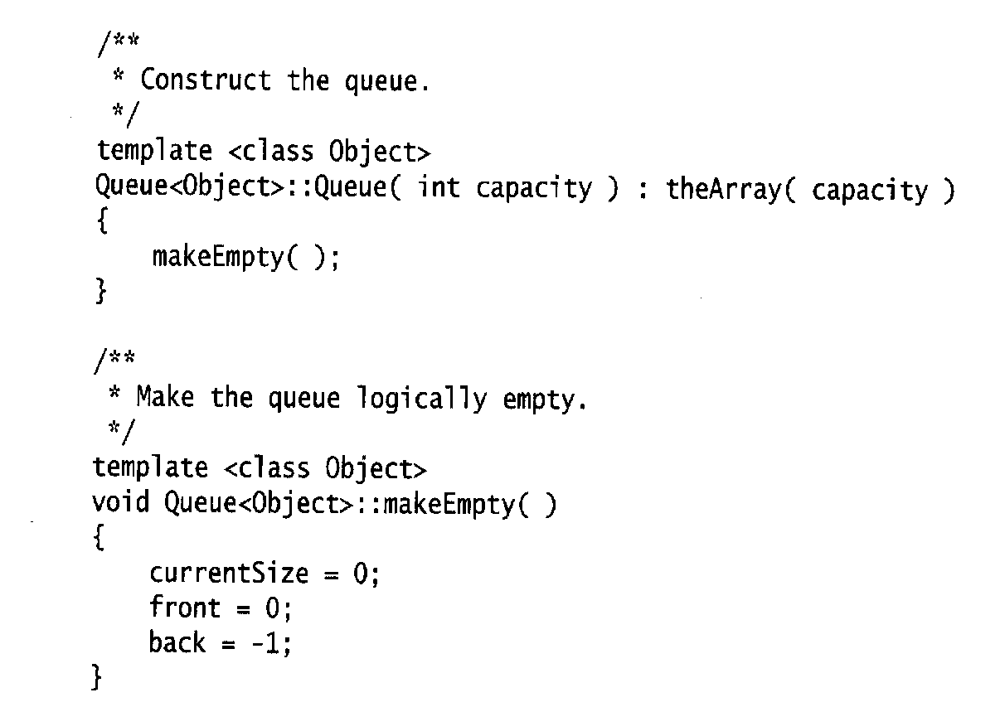 /**
 * Construct the queue.
 */
template <class Object>
Queue<Object>::Queue( int capacity ) : theArray( capacity )
{
    makeEmpty( );
}

/**
 * Make the queue logically empty.
 */
template <class Object>
void Queue<Object>::makeEmpty( )
{
    currentSize = 0;
    front = 0;
    back = -1;
}